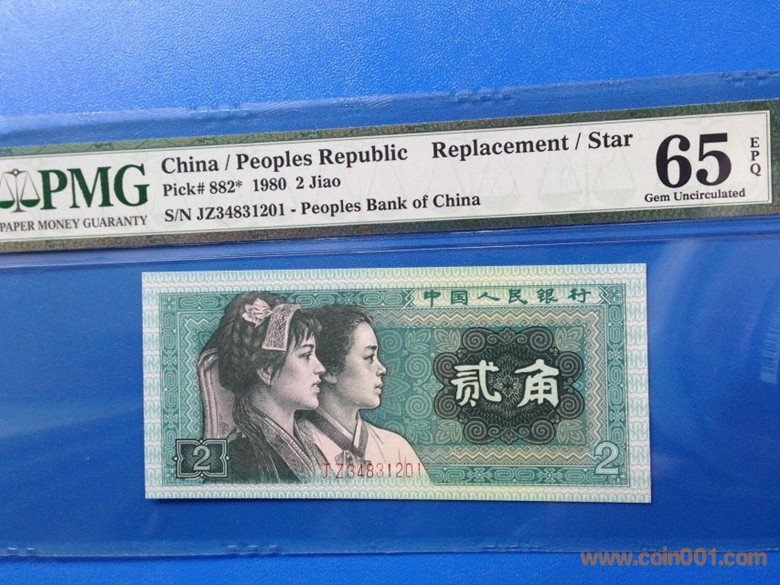 PMG
PAPER MONEY GUARANTY
China / Peoples Republic Replacement / Star
Pick# 882* 1980 2 Jiao
S/N JZ34831201 - Peoples Bank of China
65
EPQ
Gem Uncirculated
中国人民银行
贰角
2
JZ34831201
2
www.coin001.com